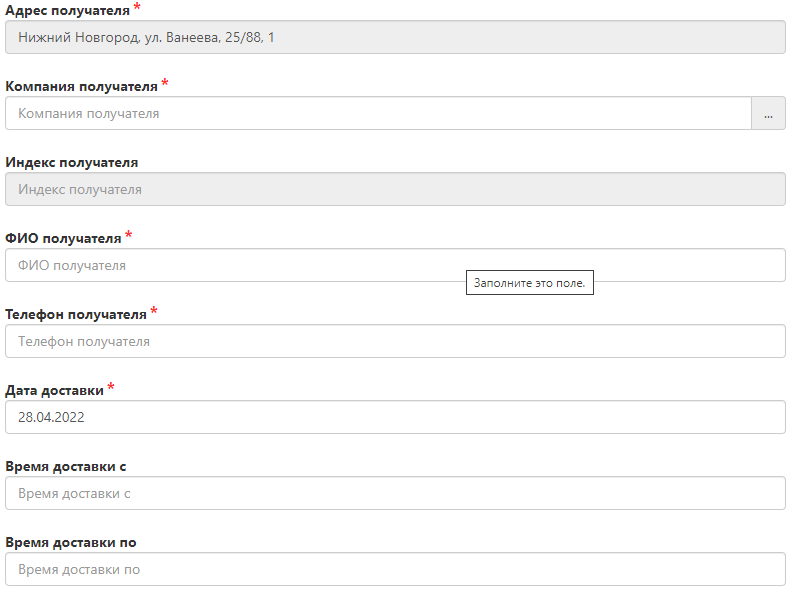 Адрес получателя *
Нижний Новгород, ул. Ванеева, 25/88, 1
Компания получателя *
Компания получателя
...
Индекс получателя
Индекс получателя
ФИО получателя *
ФИО получателя
Заполните это поле.
Телефон получателя *
Телефон получателя
Дата доставки *
28.04.2022
Время доставки с
Время доставки с
Время доставки по
Время доставки по